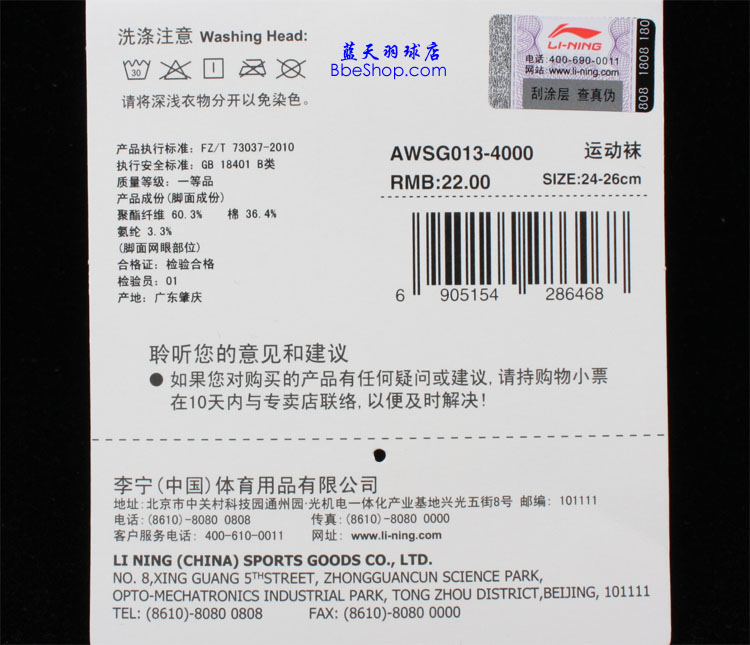 洗涤注意 Washing Head:
蓝天羽球店
BbeShop.com
30
请将深浅衣物分开以免染色。
LI-NING
电话:400-690-0011
网站:www.li-ning.com
刮涂层 查真伪
808 1808 180
产品执行标准: FZ/T 73037-2010
执行安全标准: GB 18401 B类
质量等级: 一等品
产品成份(脚面成份)
聚酯纤维 60.3% 棉 36.4%
氨纶 3.3%
(脚面网眼部位)
合格证: 检验合格
检验员: 01
产地: 广东肇庆
AWSG013-4000 运动袜
RMB:22.00 SIZE:24-26cm
6 905154 286468
聆听您的意见和建议
● 如果您对购买的产品有任何疑问或建议, 请持购物小票
在10天内与专卖店联络, 以便及时解决!
李宁(中国)体育用品有限公司
地址: 北京市中关村科技园通州园·光机电一体化产业基地兴光五街8号 邮编: 101111
电话: (8610)-8080 0808 传真: (8610)-8080 0000
客户服务电话: 400-610-0011 网址: www.li-ning.com
LI NING (CHINA) SPORTS GOODS CO., LTD.
NO. 8,XING GUANG 5THSTREET, ZHONGGUANCUN SCIENCE PARK,
OPTO-MECHATRONICS INDUSTRIAL PARK, TONG ZHOU DISTRICT,BEIJING, 101111
TEL: (8610)-8080 0808 FAX: (8610)-8080 0000